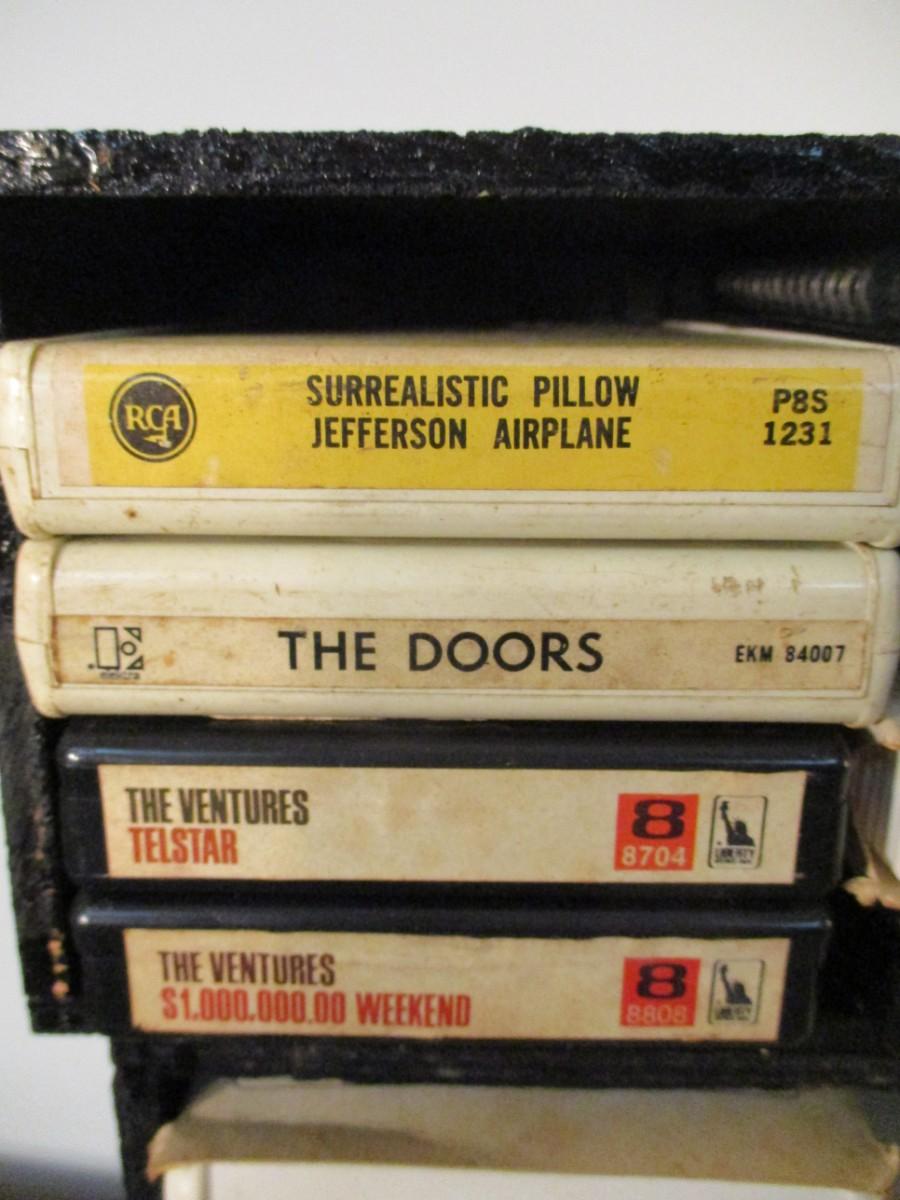 RCA
SURREALISTIC PILLOW
JEFFERSON AIRPLANE
P8S
1231
THE DOORS
EKM 84007
THE VENTURES
TELSTAR
8
8704
LIBERTY
THE VENTURES
$1,000,000.00 WEEKEND
8
8808